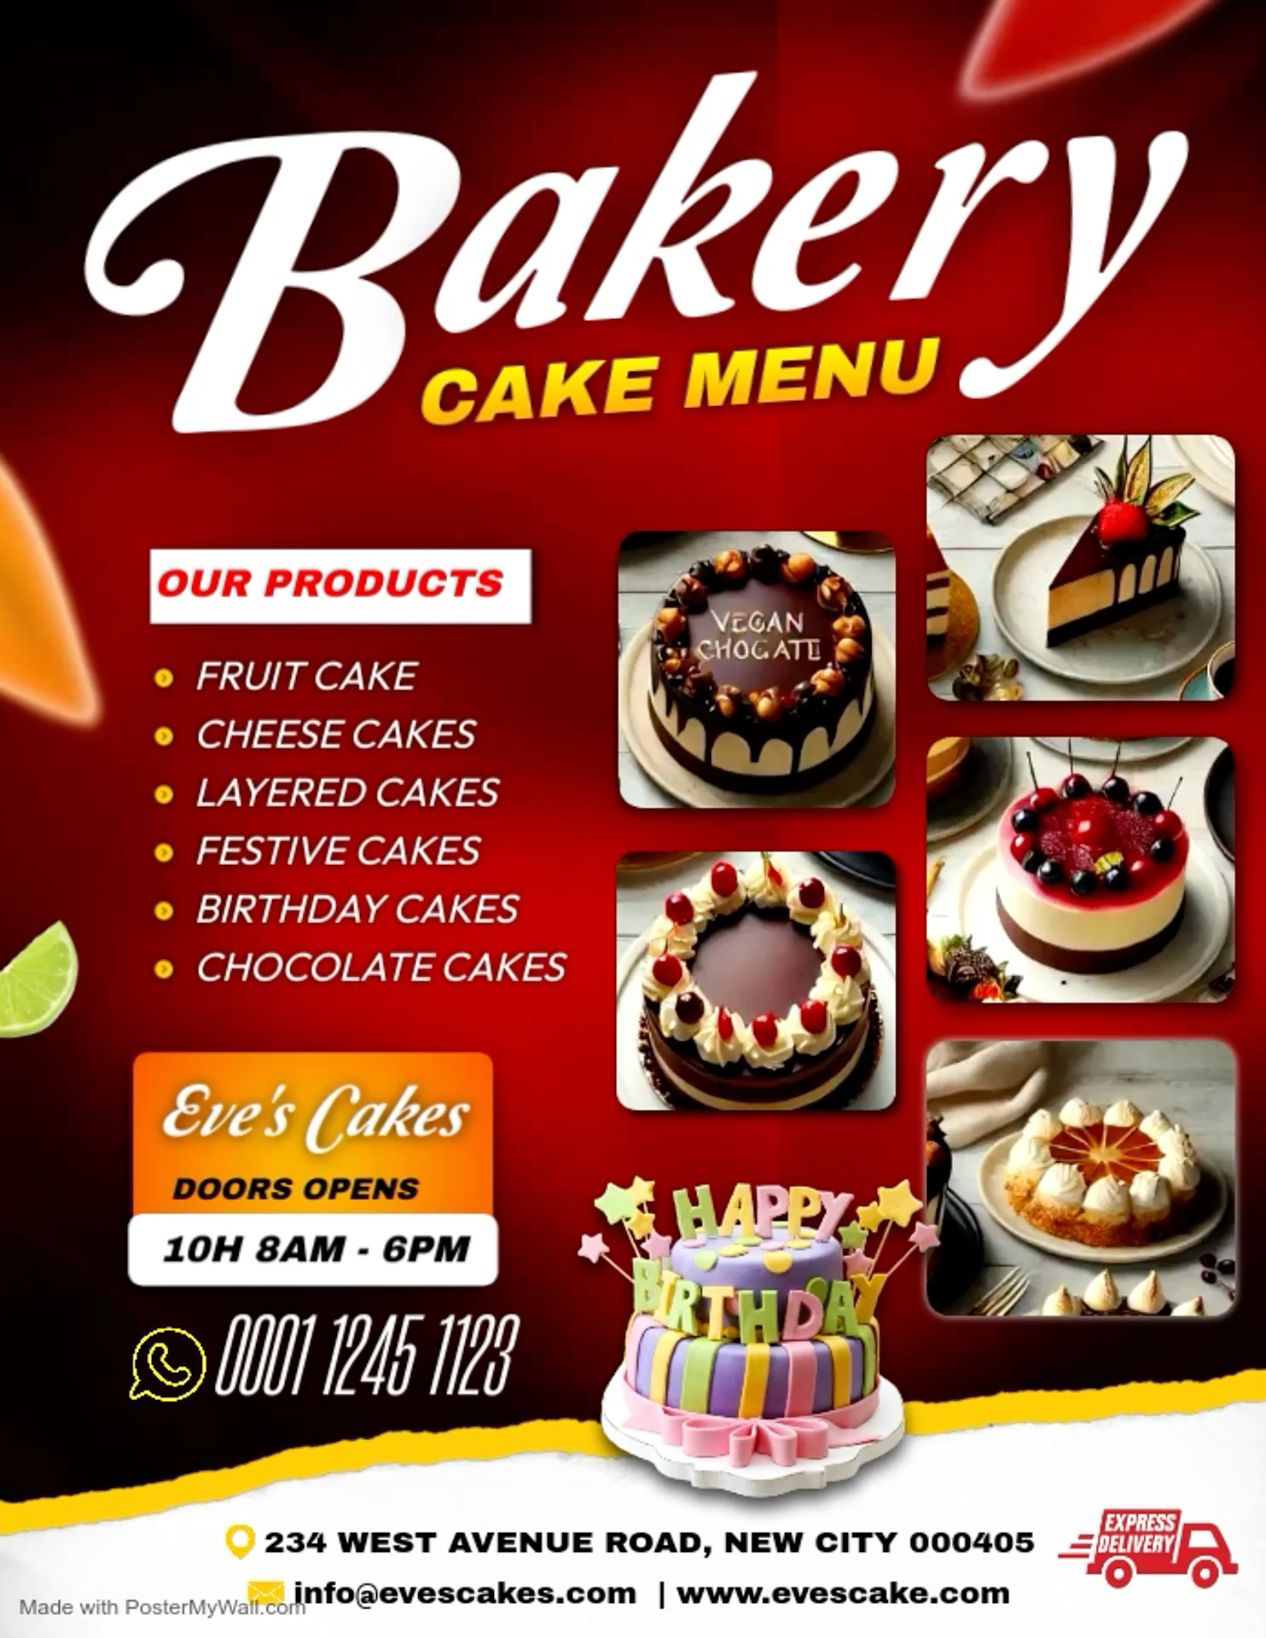 Bakery
CAKE MENU
OUR PRODUCTS
FRUIT CAKE
CHEESE CAKES
LAYERED CAKES
FESTIVE CAKES
BIRTHDAY CAKES
CHOCOLATE CAKES
VEGAN
CHOCATE
Eve's Cakes
DOORS OPENS
10H 8AM - 6PM
0001 1245 1123
HAPPY
BIRTHDAY
234 WEST AVENUE ROAD, NEW CITY 000405
info@evescakes.com | www.evescake.com
EXPRESS
DELIVERY
Made with PosterMyWall.com